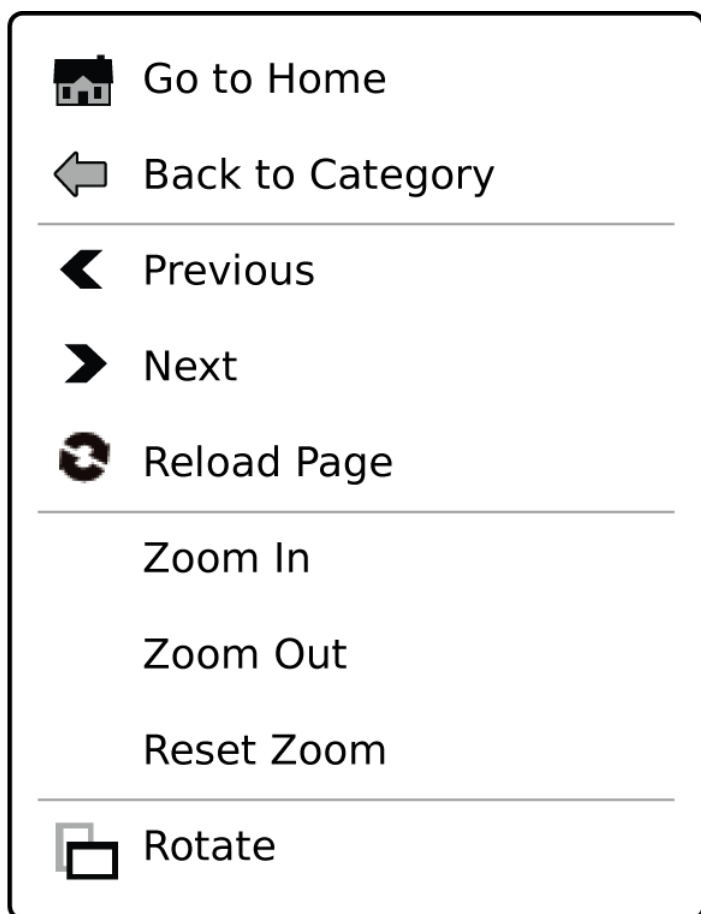 Go to Home
Back to Category
Previous
Next
Reload Page
Zoom In
Zoom Out
Reset Zoom
Rotate